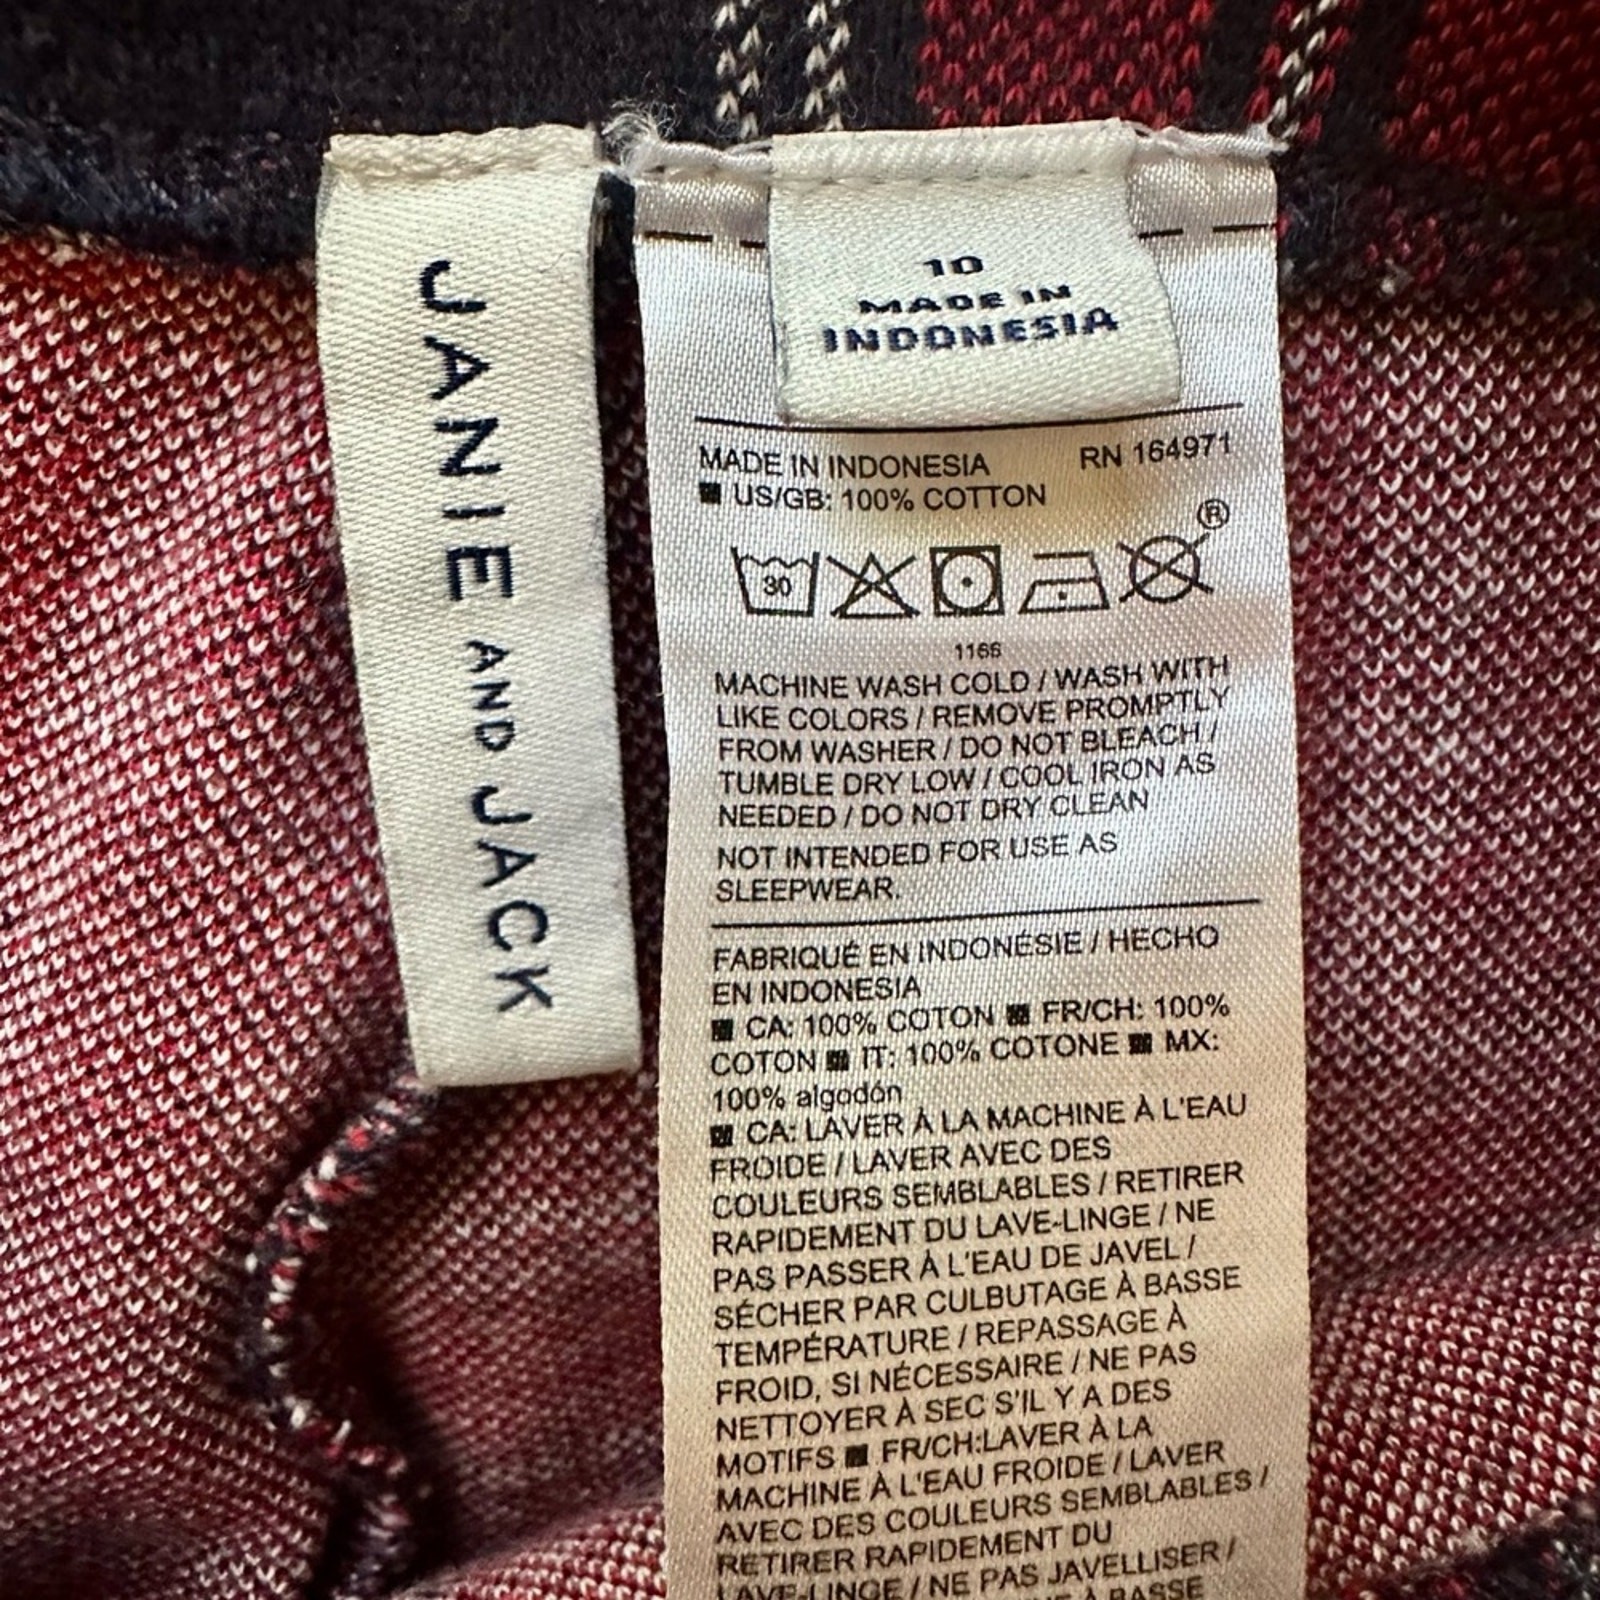 JANIE AND JACK
10
MADE IN
INDONESIA
MADE IN INDONESIA RN 164971
US/GB: 100% COTTON
®
30
1166
MACHINE WASH COLD / WASH WITH
LIKE COLORS / REMOVE PROMPTLY
FROM WASHER / DO NOT BLEACH /
TUMBLE DRY LOW / COOL IRON AS
NEEDED / DO NOT DRY CLEAN
NOT INTENDED FOR USE AS
SLEEPWEAR.
FABRIQUÉ EN INDONÉSIE / HECHO
EN INDONESIA
■ CA: 100% COTON ■ FR/CH: 100%
COTON ■ IT: 100% COTONE ■ MX:
100% algodón
■ CA: LAVER À LA MACHINE À L'EAU
FROIDE / LAVER AVEC DES
COULEURS SEMBLABLES / RETIRER
RAPIDEMENT DU LAVE-LINGE / NE
PAS PASSER À L'EAU DE JAVEL /
SÉCHER PAR CULBUTAGE À BASSE
TEMPÉRATURE / REPASSAGE À
FROID, SI NÉCESSAIRE / NE PAS
NETTOYER À SEC S'IL Y A DES
MOTIFS ■ FR/CH:LAVER À LA
MACHINE À L'EAU FROIDE / LAVER
AVEC DES COULEURS SEMBLABLES /
RETIRER RAPIDEMENT DU
LAVE-LINGE / NE PAS JAVELLISER /
À BASSE